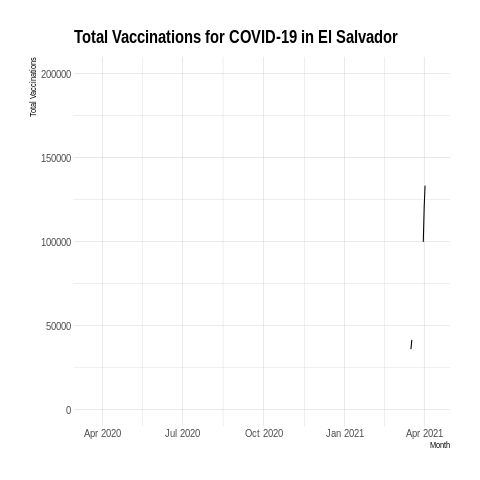 Total Vaccinations for COVID-19 in El Salvador
Total Vaccinations
200000
150000
100000
50000
0
Apr 2020 Jul 2020 Oct 2020 Jan 2021 Apr 2021
Month